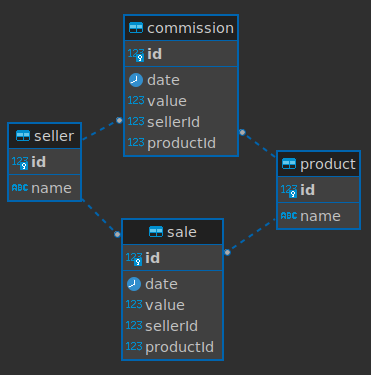 commission
123 id
date
123 value
123 sellerId
123 productId
seller
123 id
ABC name
product
123 id
ABC name
sale
123 id
date
123 value
123 sellerId
123 productId